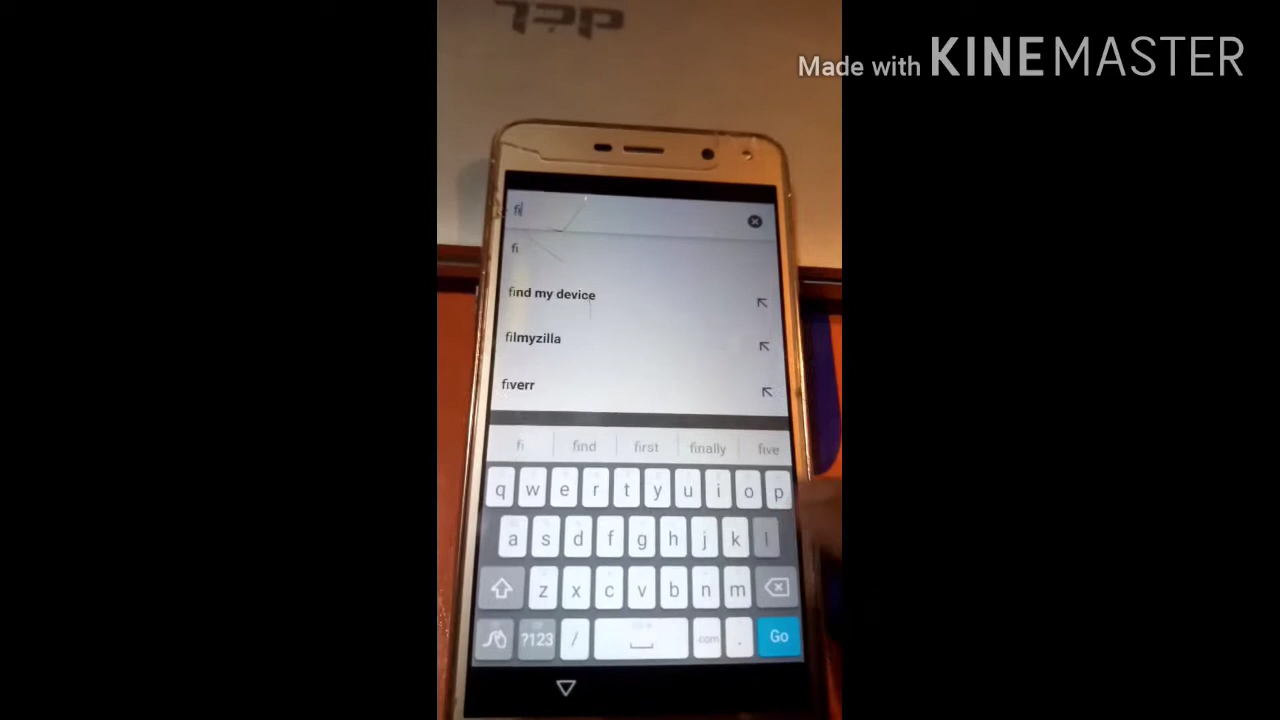 Made with KINEMASTER
fi
fi
find my device
filmyzilla
fiverr
fi find first finally five
q w e r t y u i o p
a s d f g h j k l
z x c v b n m
?123 / .com . Go